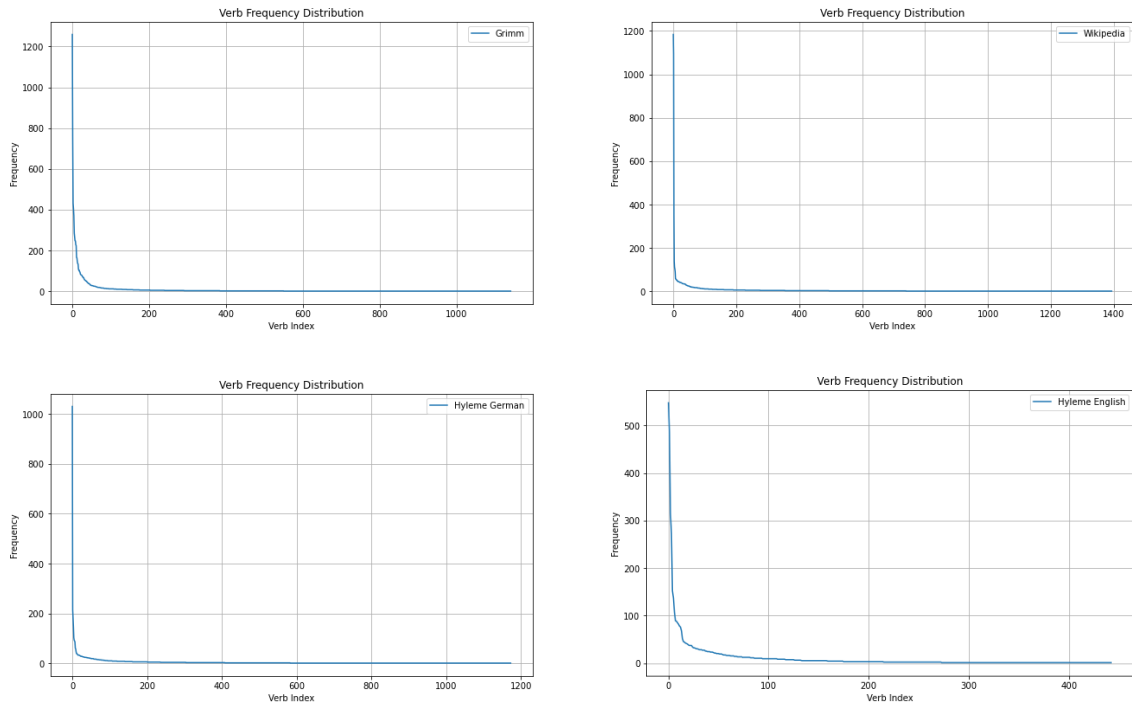 Verb Frequency Distribution
Grimm
1200
1000
800
600
400
200
0
Frequency
0 200 400 600 800 1000
Verb Index
Verb Frequency Distribution
Wikipedia
1200
1000
800
600
400
200
0
Frequency
0 200 400 600 800 1000 1200 1400
Verb Index
Verb Frequency Distribution
Hyleme German
1000
800
600
400
200
0
Frequency
0 200 400 600 800 1000 1200
Verb Index
Verb Frequency Distribution
Hyleme English
500
400
300
200
100
0
Frequency
0 100 200 300 400
Verb Index